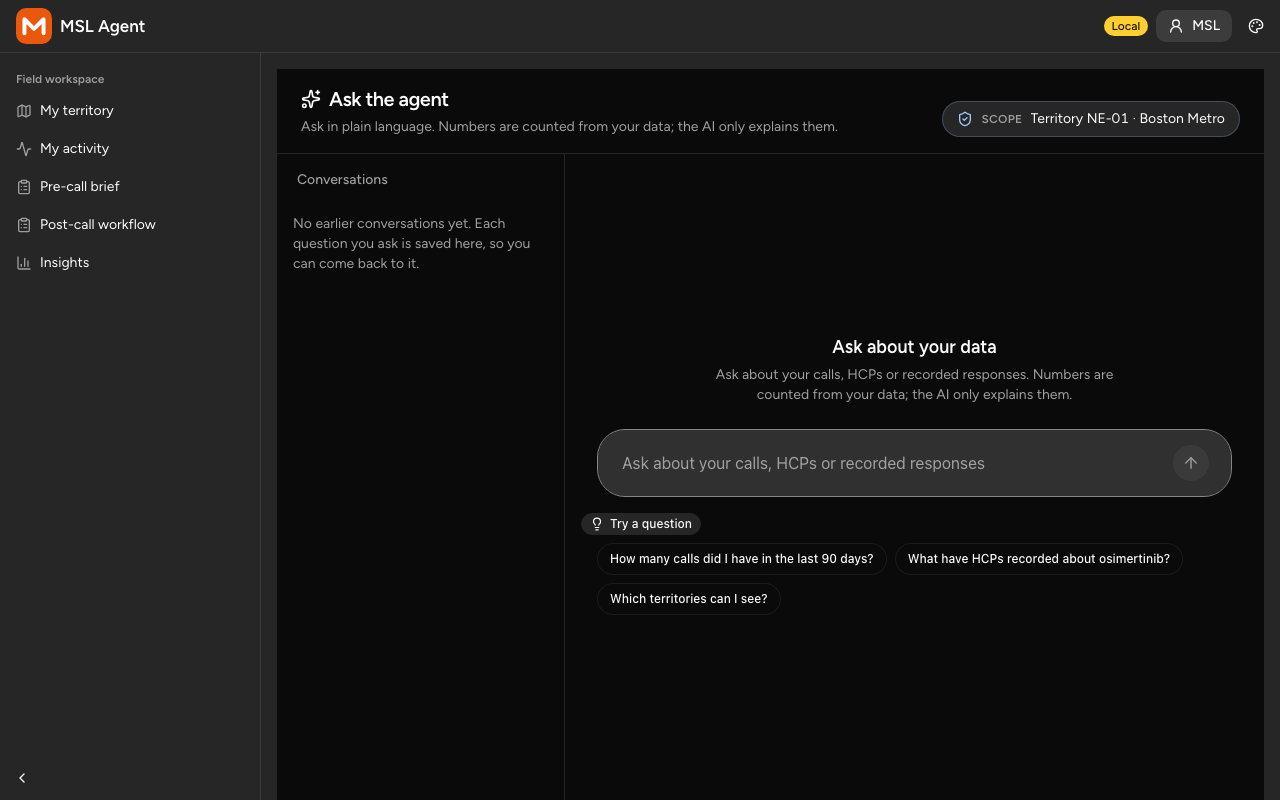 MSL Agent
Local
MSL
Field workspace
My territory
My activity
Pre-call brief
Post-call workflow
Insights
Ask the agent
Ask in plain language. Numbers are counted from your data; the AI only explains them.
SCOPE Territory NE-01 · Boston Metro
Conversations
No earlier conversations yet. Each
question you ask is saved here, so you
can come back to it.
Ask about your data
Ask about your calls, HCPs or recorded responses. Numbers are
counted from your data; the AI only explains them.
Ask about your calls, HCPs or recorded responses
Try a question
How many calls did I have in the last 90 days?
What have HCPs recorded about osimertinib?
Which territories can I see?